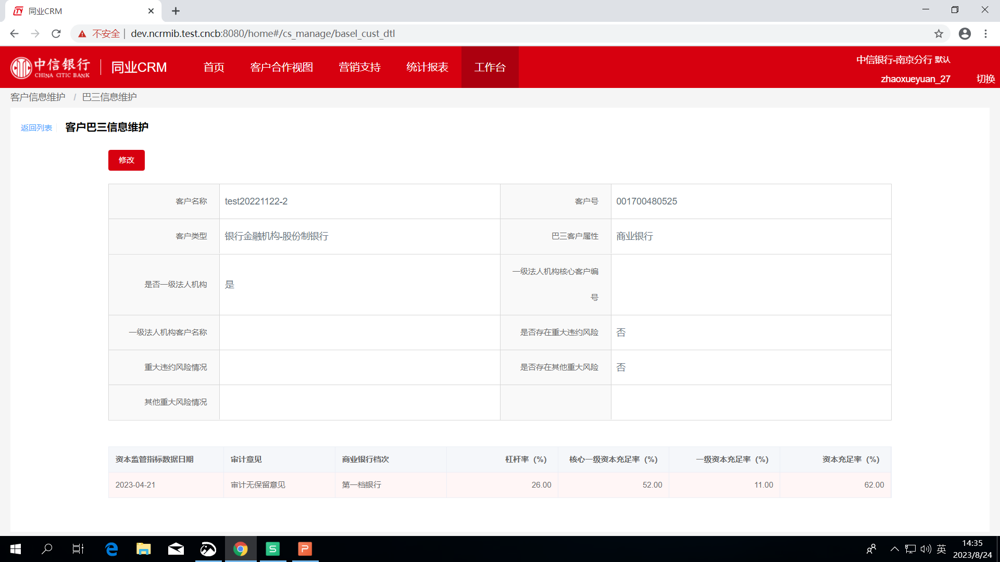 同业CRM
不安全 | dev.ncrmib.test.cncb:8080/home#/cs_manage/basel_cust_dtl
中信银行 CHINA CITIC BANK 同业CRM 首页 客户合作视图 营销支持 统计报表 工作台
中信银行-南京分行 默认
zhaoxueyuan_27 切换
客户信息维护 / 巴三信息维护
返回列表 客户巴三信息维护
修改
客户名称 test20221122-2 客户号 001700480525
客户类型 银行金融机构-股份制银行 巴三客户属性 商业银行
是否一级法人机构 是 一级法人机构核心客户编
号
一级法人机构客户名称 是否存在重大违约风险 否
重大违约风险情况 是否存在其他重大风险 否
其他重大风险情况
资本监管指标数据日期 审计意见 商业银行档次 杠杆率（%） 核心一级资本充足率（%） 一级资本充足率（%） 资本充足率（%）
2023-04-21 审计无保留意见 第一档银行 26.00 52.00 11.00 62.00
英
14:35
2023/8/24